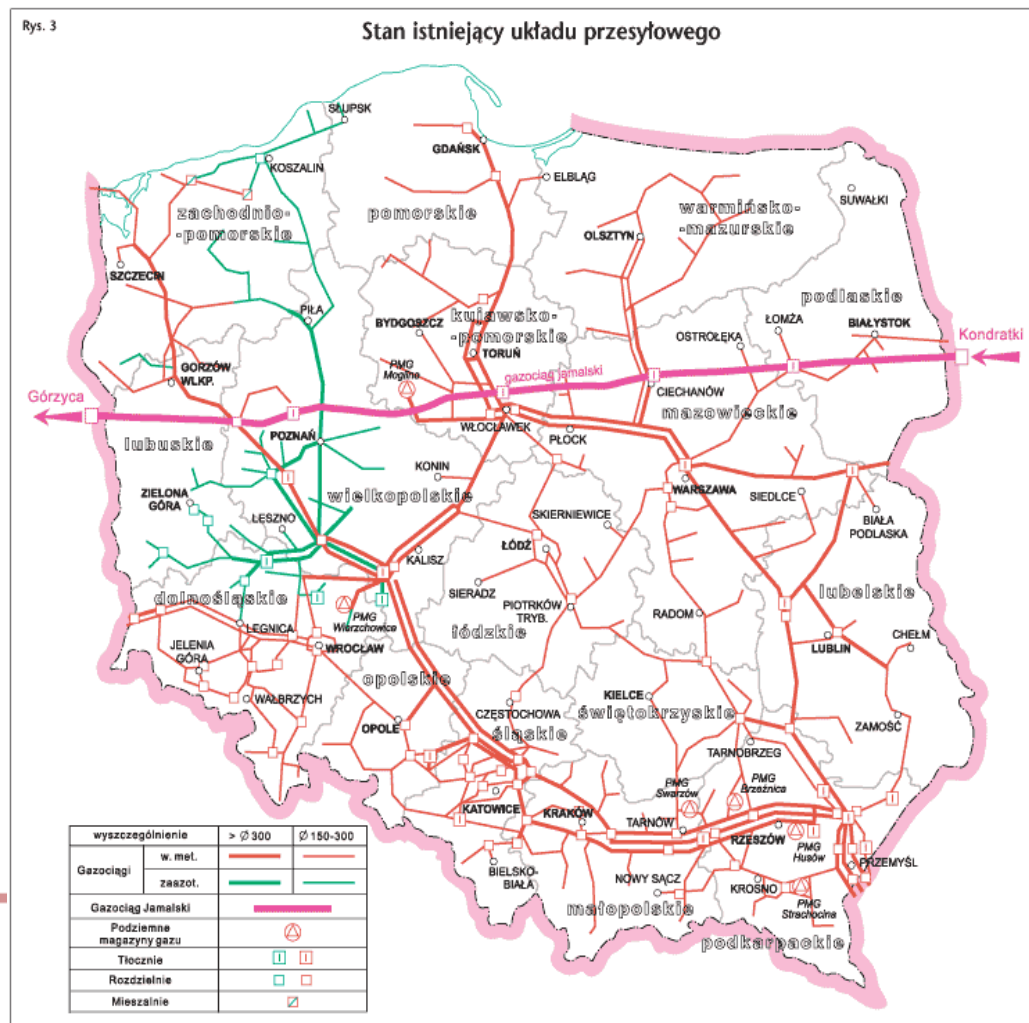 Rys. 3
Stan istniejący układu przesyłowego
SŁUPSK
GDAŃSK
KOSZALIN
ELBLĄG
SUWAŁKI
zachodnio-
-pomorskie
pomorskie
warmińsko-
-mazurskie
OLSZTYN
SZCZECIN
podlaskie
PIŁA
BYDGOSZCZ
kujawsko-
-pomorskie
TORUŃ
OSTROŁĘKA
ŁOMŻA
BIAŁYSTOK
Kondratki
PMG
Mogilno
GORZÓW
WLKP.
gazociąg jamalski
CIECHANÓW
Górzyca
mazowieckie
WŁOCŁAWEK
PŁOCK
lubuskie
POZNAŃ
KONIN
WARSZAWA
SIEDLCE
ZIELONA
GÓRA
wielkopolskie
LESZNO
SKIERNIEWICE
BIAŁA
PODLASKA
ŁÓDŹ
KALISZ
SIERADZ
PIOTRKÓW
TRYB.
RADOM
lubelskie
dolnośląskie
PMG
Wierzchowice
łódzkie
LEGNICA
WROCŁAW
LUBLIN
CHEŁM
JELENIA
GÓRA
opolskie
WAŁBRZYCH
KIELCE
świętokrzyskie
CZĘSTOCHOWA
śląskie
ZAMOŚĆ
OPOLE
TARNOBRZEG
PMG
Swarzów
PMG
Brzeźnica
KATOWICE
KRAKÓW
TARNÓW
RZESZÓW
PMG
Husów
PRZEMYŚL
BIELSKO-
BIAŁA
NOWY SĄCZ
KROSNO
PMG
Strachocina
małopolskie
podkarpackie
wyszczególnienie > Ø 300 Ø 150-300
Gazociągi w. met.
zaszot.
Gazociąg Jamalski
Podziemne
magazyny gazu
Tłocznie
Rozdzielnie
Mieszalnie